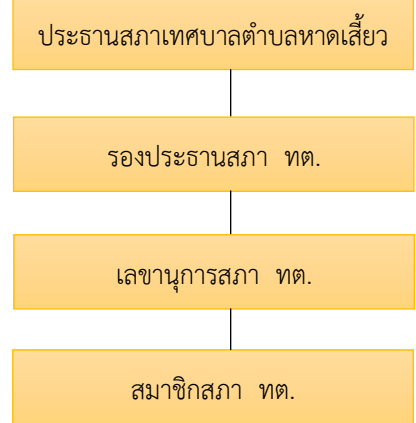 ประธานสภาเทศบาลตำบลหาดเสี้ยว
รองประธานสภา ทต.
เลขานุการสภา ทต.
สมาชิกสภา ทต.